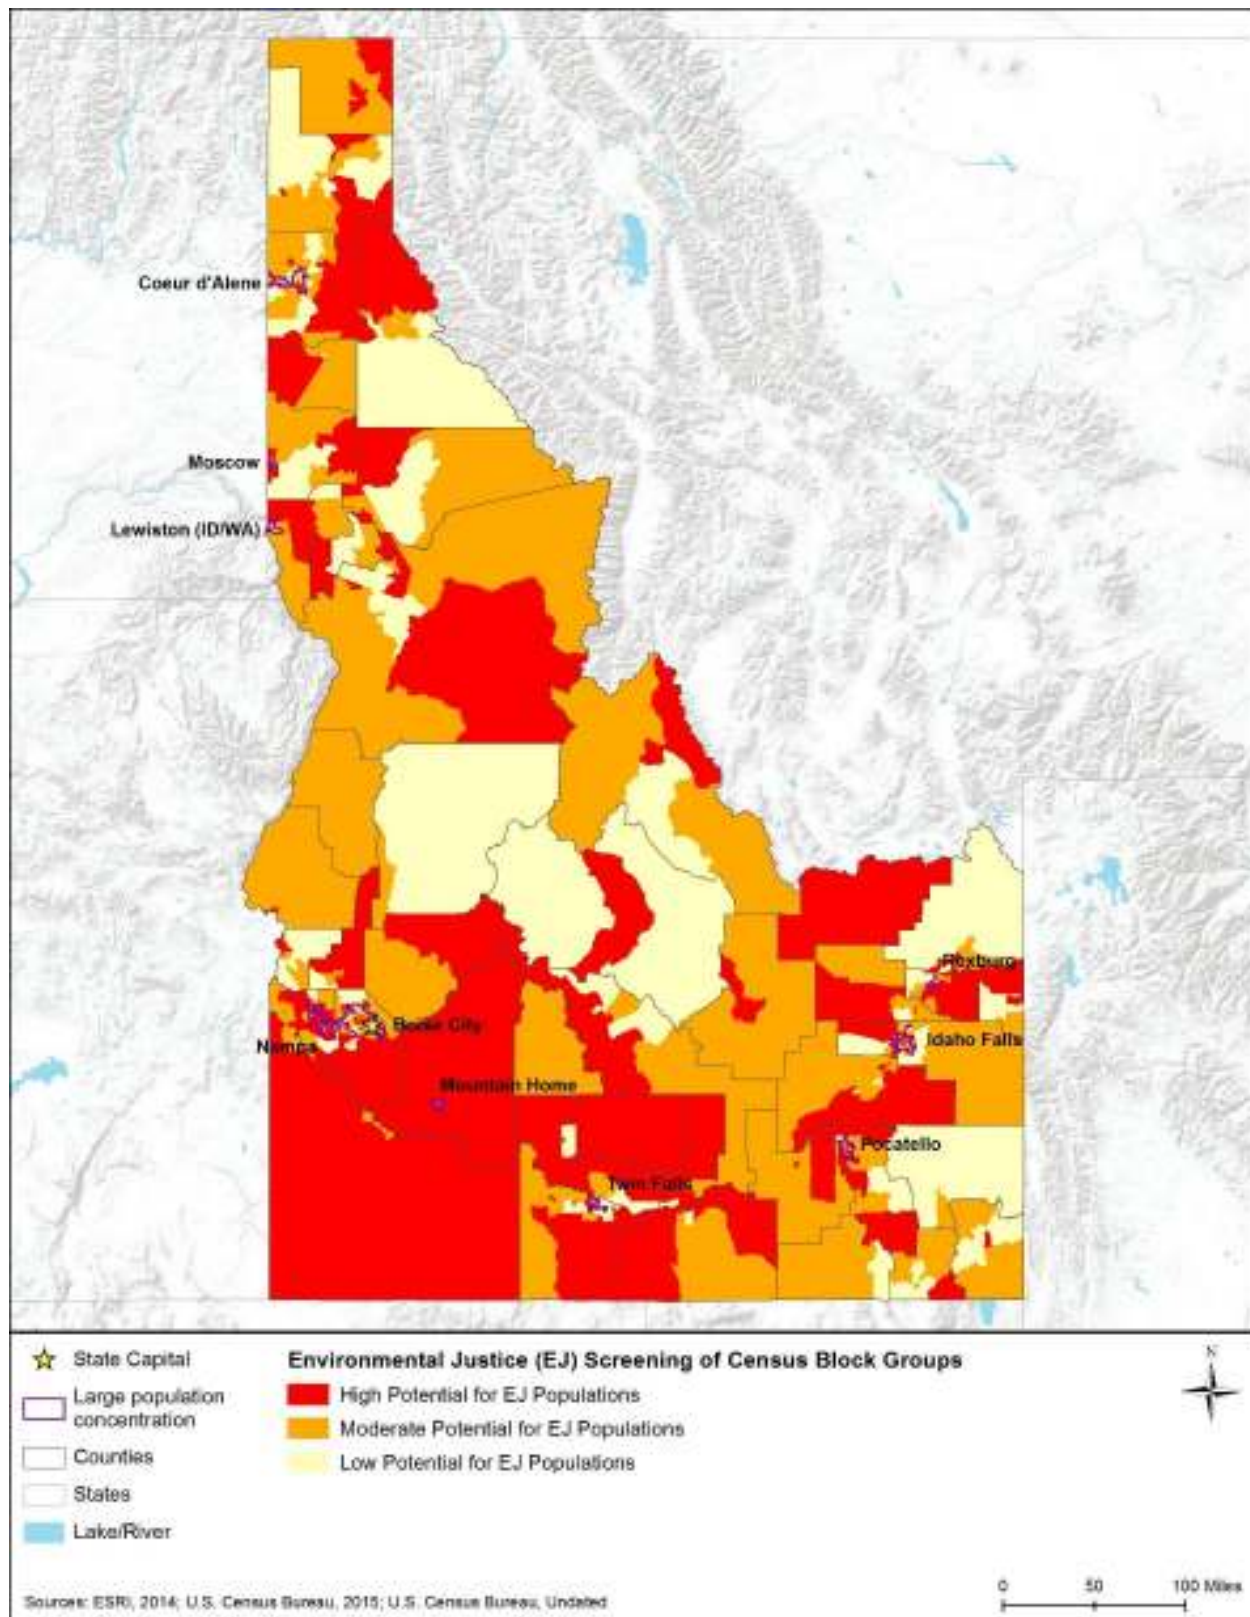 Coeur d'Alene
Moscow
Lewiston (ID/WA)
Rexburg
Boise City
Nampa
Idaho Falls
Mountain Home
Pocatello
Twin Falls
State Capital
Large population
concentration
Counties
States
Lake/River
Environmental Justice (EJ) Screening of Census Block Groups
High Potential for EJ Populations
Moderate Potential for EJ Populations
Low Potential for EJ Populations
N
0 50 100 Miles
Sources: ESRI, 2014; U.S. Census Bureau, 2015; U.S. Census Bureau, Undated